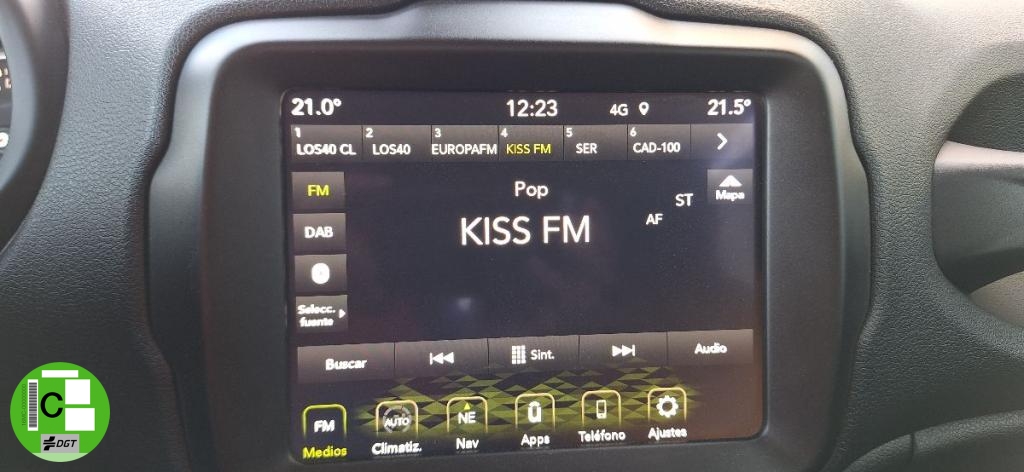 21.0° 12:23 4G 21.5°
1 2 3 4 5 6
LOS40 CL LOS40 EUROPAFM KISS FM SER CAD-100
FM Pop Mapa
ST
DAB KISS FM AF
Selecc.
fuente
Buscar Sint. Audio
FM AUTO NE
Medios Climatiz. Nav Apps Teléfono Ajustes
C
DGT